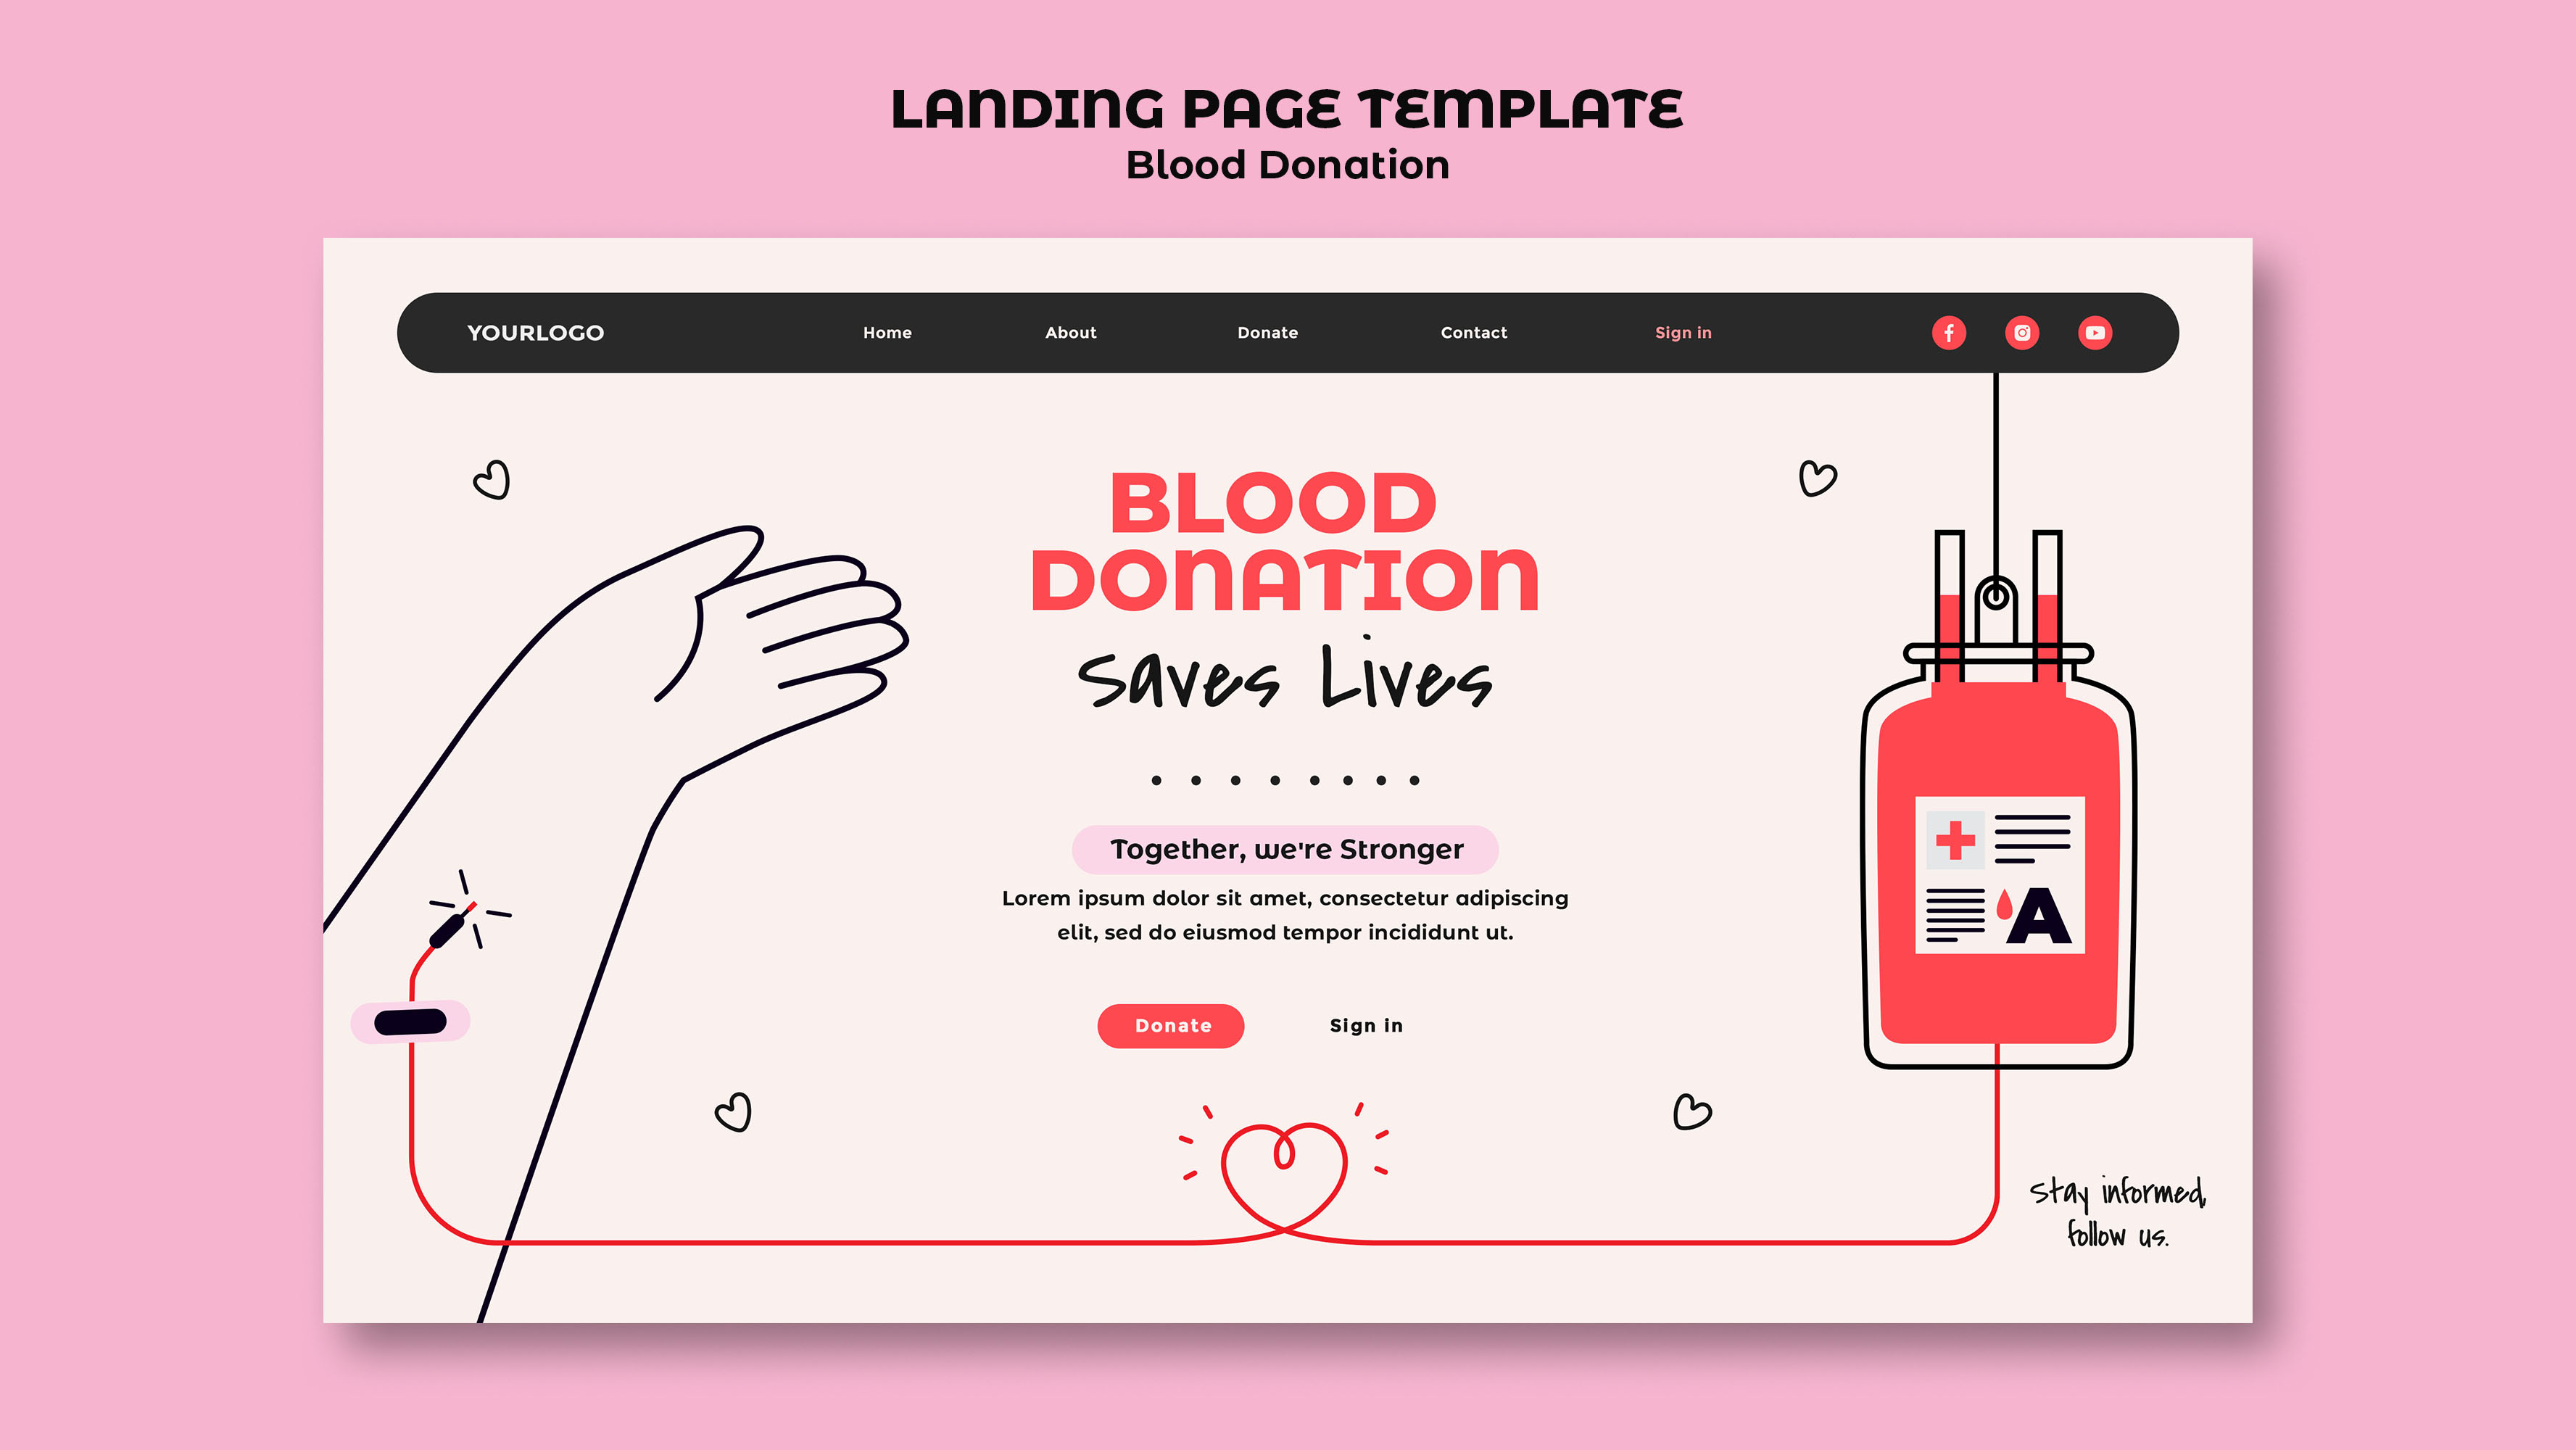 LANDING PAGE TEMPLATE
Blood Donation
YOURLOGO Home About Donate Contact Sign in
BLOOD
DONATION
Saves Lives
Together, we're Stronger
Lorem ipsum dolor sit amet, consectetur adipiscing
elit, sed do eiusmod tempor incididunt ut.
A
Donate Sign in
Stay informed,
follow us.